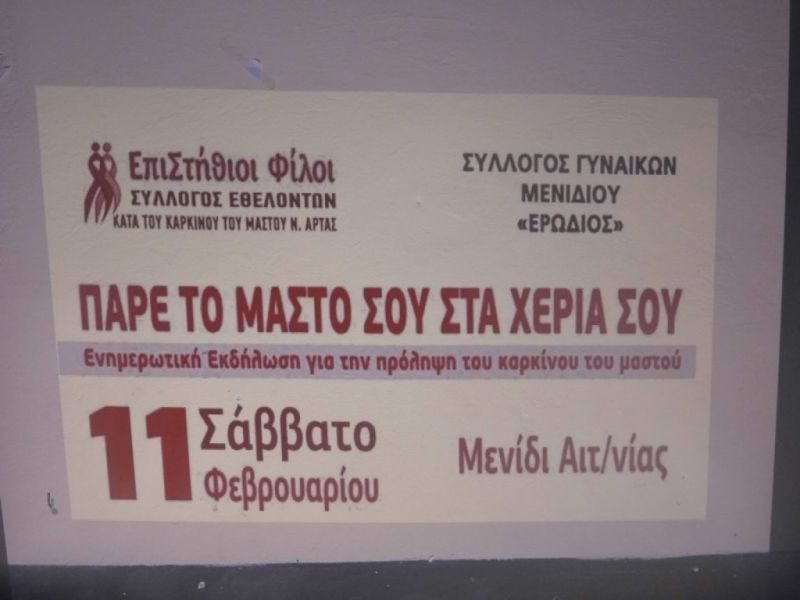 ΕπιΣτήθιοι Φίλοι
ΣΥΛΛΟΓΟΣ ΕΘΕΛΟΝΤΩΝ
ΚΑΤΑ ΤΟΥ ΚΑΡΚΙΝΟΥ ΤΟΥ ΜΑΣΤΟΥ Ν. ΑΡΤΑΣ
ΣΥΛΛΟΓΟΣ ΓΥΝΑΙΚΩΝ
ΜΕΝΙΔΙΟΥ
«ΕΡΩΔΙΟΣ»
ΠΑΡΕ ΤΟ ΜΑΣΤΟ ΣΟΥ ΣΤΑ ΧΕΡΙΑ ΣΟΥ
Ενημερωτική Εκδήλωση για την πρόληψη του καρκίνου του μαστού
11 Σάββατο
Φεβρουαρίου
Μενίδι Αιτ/νίας